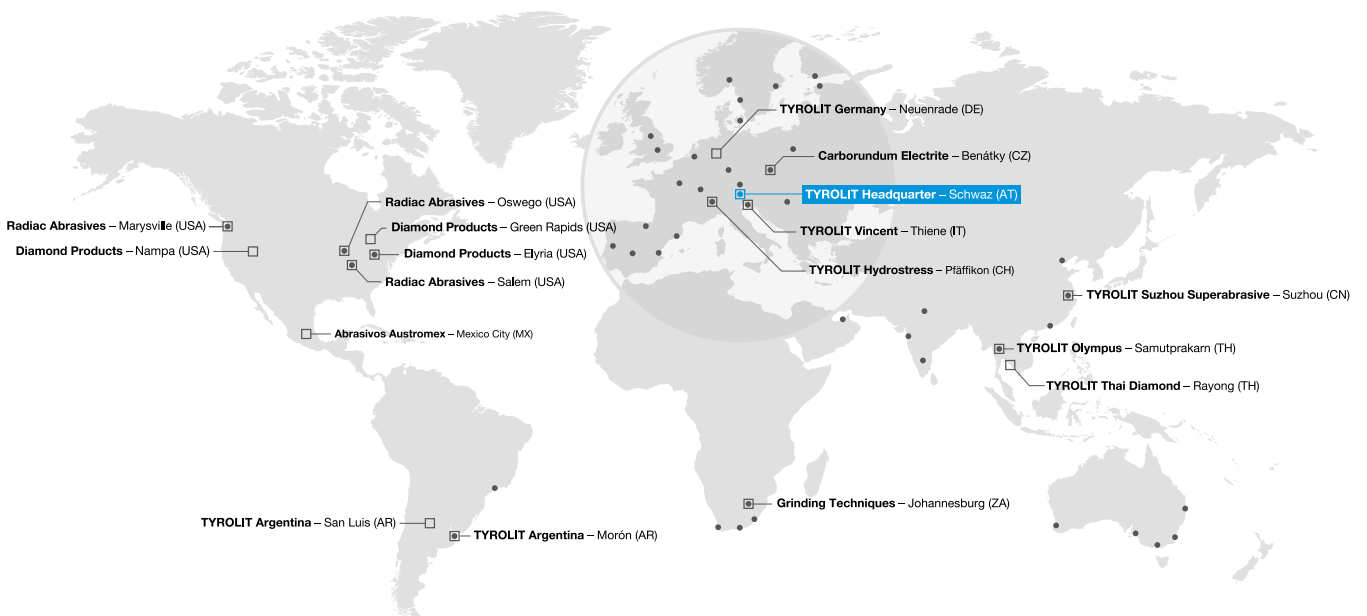 TYROLIT Germany – Neuenrade (DE)
Carborundum Electrite – Benátky (CZ)
TYROLIT Headquarter – Schwaz (AT)
Radiac Abrasives – Oswego (USA)
Radiac Abrasives – Marysville (USA)
Diamond Products – Green Rapids (USA)
TYROLIT Vincent – Thiene (IT)
Diamond Products – Nampa (USA)
Diamond Products – Elyria (USA)
TYROLIT Hydrostress – Pfäffikon (CH)
Radiac Abrasives – Salem (USA)
TYROLIT Suzhou Superabrasive – Suzhou (CN)
Abrasivos Austromex – Mexico City (MX)
TYROLIT Olympus – Samutprakarn (TH)
TYROLIT Thai Diamond – Rayong (TH)
Grinding Techniques – Johannesburg (ZA)
TYROLIT Argentina – San Luis (AR)
TYROLIT Argentina – Morón (AR)